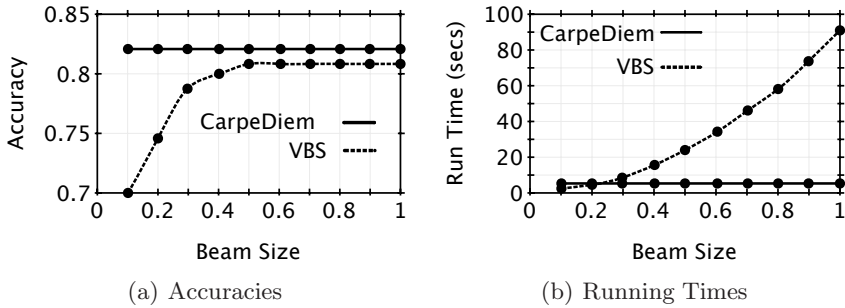 0.85
0.8
0.75
0.7
Accuracy
CarpeDiem
VBS
0 0.2 0.4 0.6 0.8 1
Beam Size
(a) Accuracies
100
80
60
40
20
0
Run Time (secs)
CarpeDiem
VBS
0 0.2 0.4 0.6 0.8 1
Beam Size
(b) Running Times